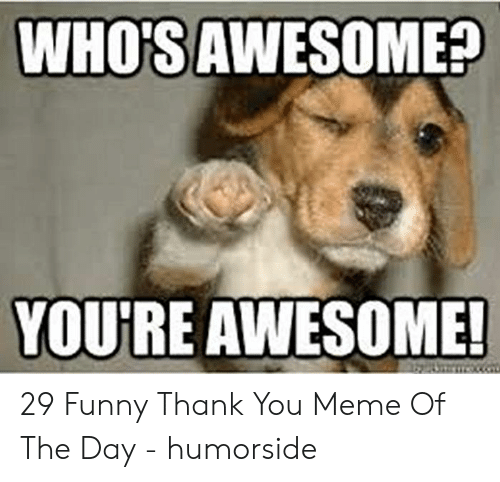 WHO'S AWESOME?
YOU'RE AWESOME!
29 Funny Thank You Meme Of
The Day - humorside